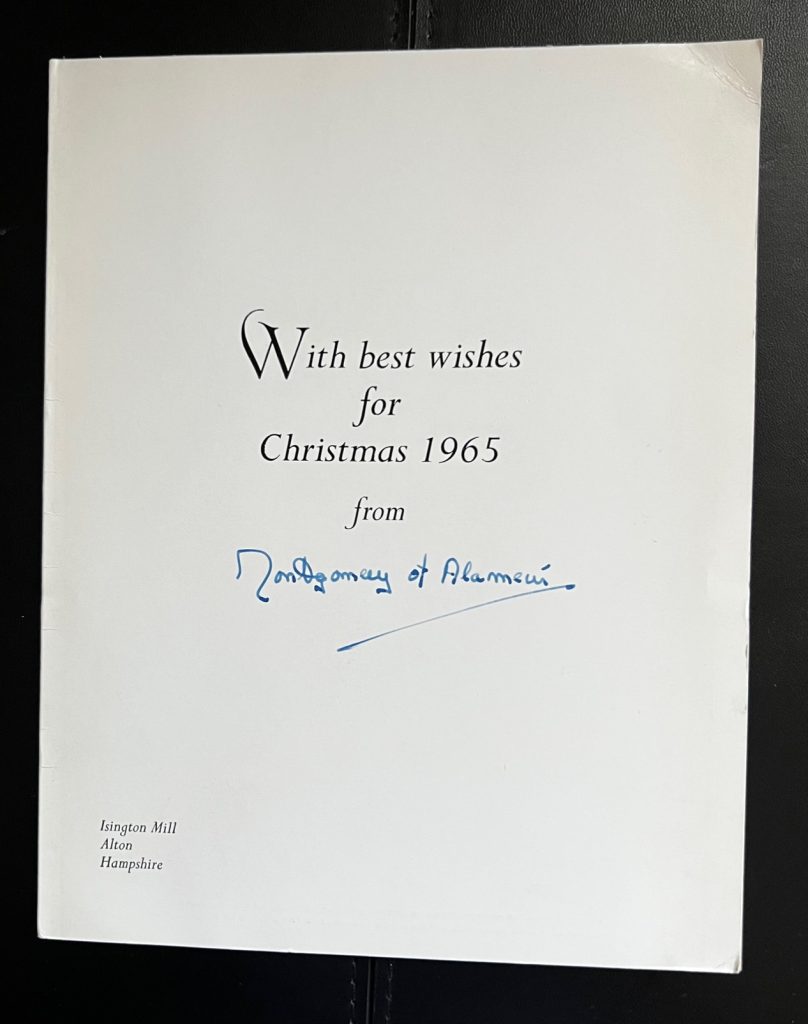 With best wishes
for
Christmas 1965
from
Montgomery of Alamein
Isington Mill
Alton
Hampshire